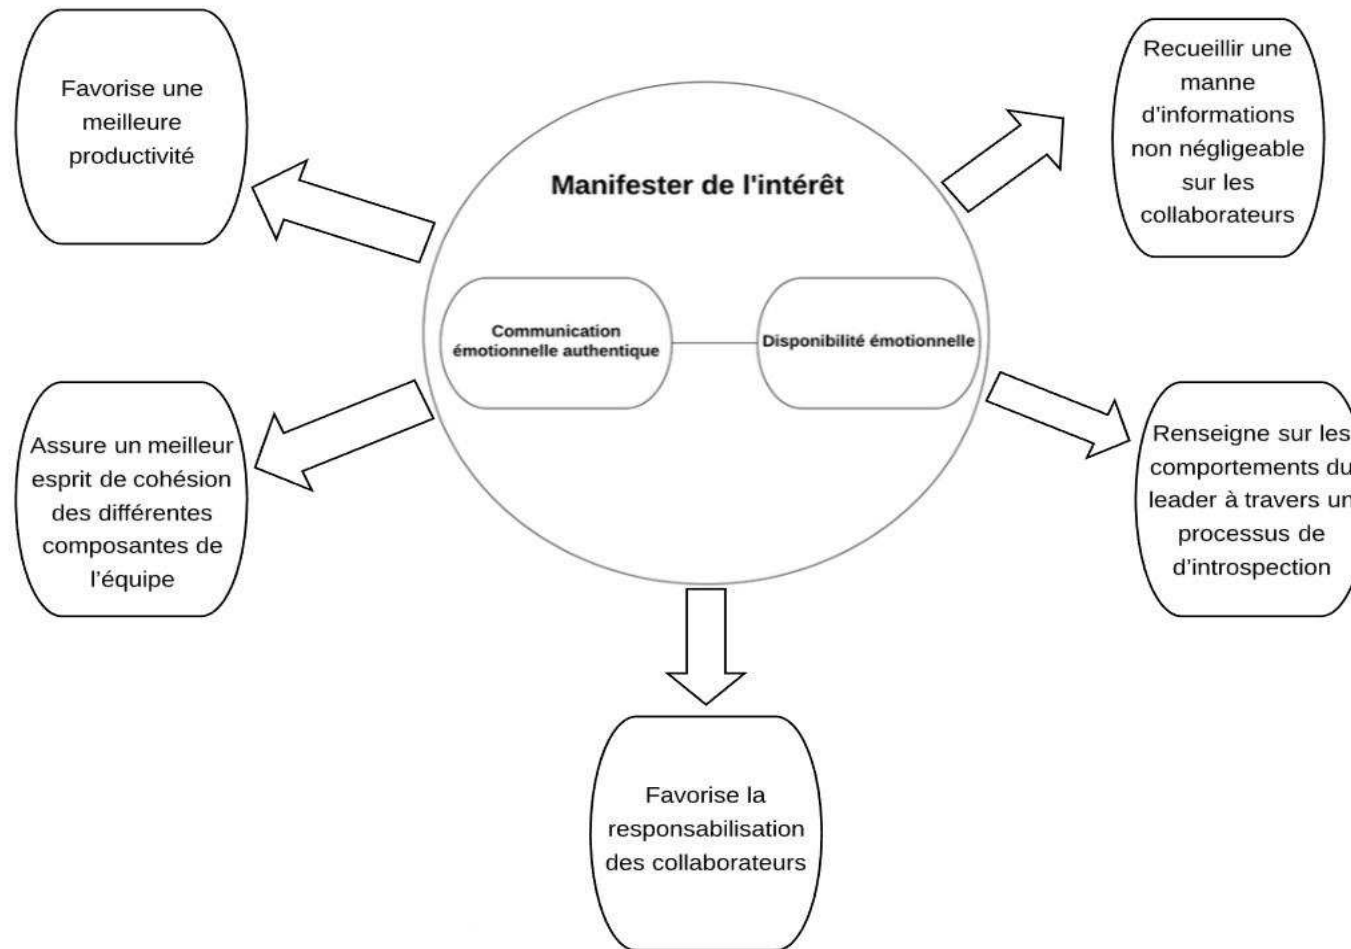 Favorise une
meilleure
productivité
Recueillir une
manne
d'informations
non négligeable
sur les
collaborateurs
Manifester de l'intérêt
Communication
émotionnelle authentique
Disponibilité émotionnelle
Assure un meilleur
esprit de cohésion
des différentes
composantes de
l'équipe
Renseigne sur les
comportements du
leader à travers un
processus de
d'introspection
Favorise la
responsabilisation
des collaborateurs